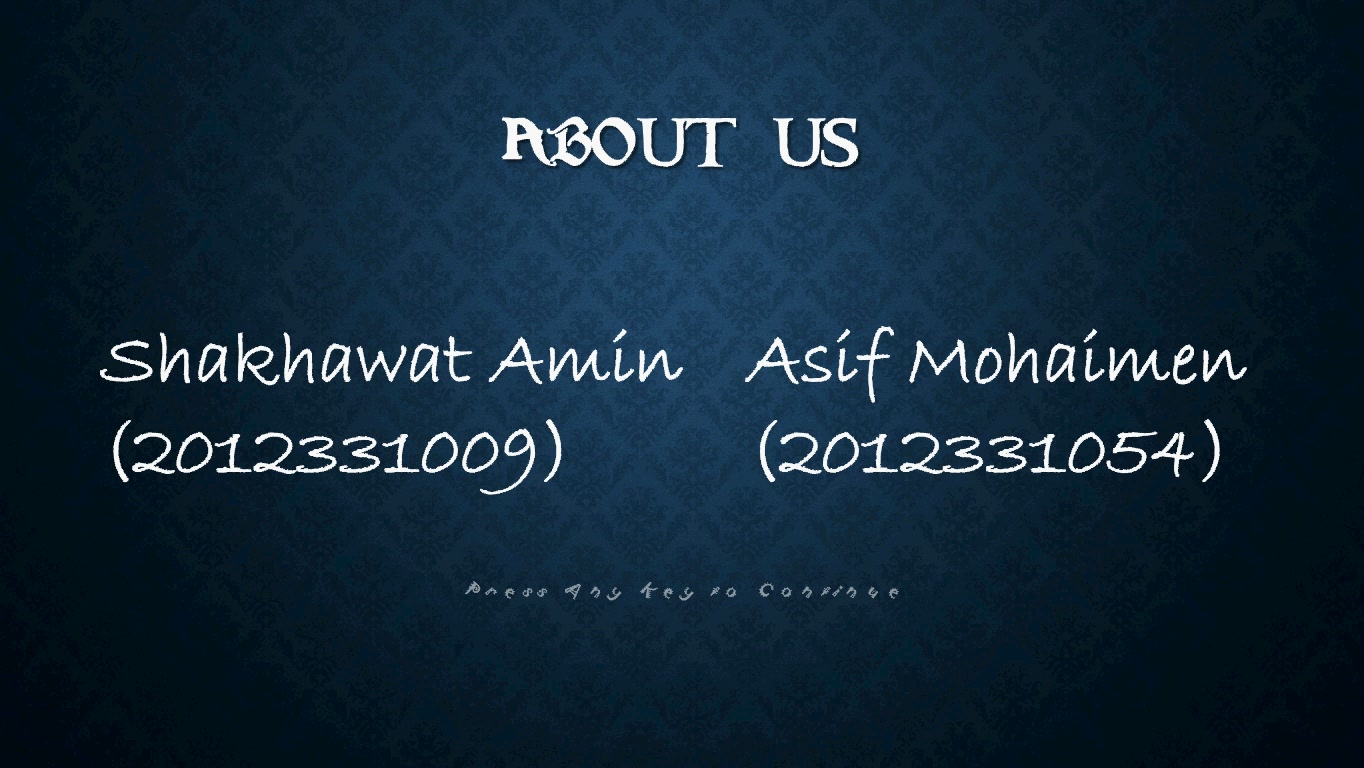 ABOUT US
Shakhawat Amin Asif Mohaimen
(2012331009) (2012331054)
Press Any Key to Continue